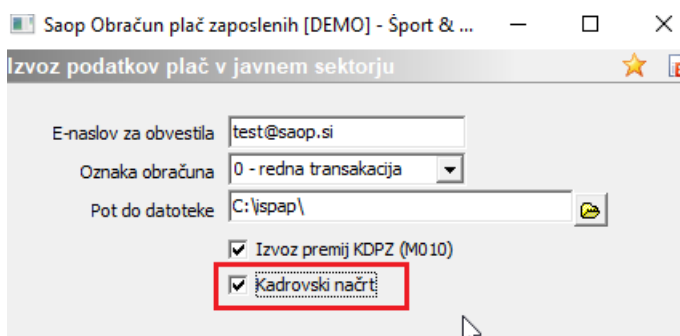 Saop Obračun plač zaposlenih [DEMO] - Šport & ...
Izvoz podatkov plač v javnem sektorju
E-naslov za obvestila test@saop.si
Oznaka obračuna 0 - redna transakacija
Pot do datoteke C:\ispap\
Izvoz premij KDPZ (M010)
Kadrovski načrt